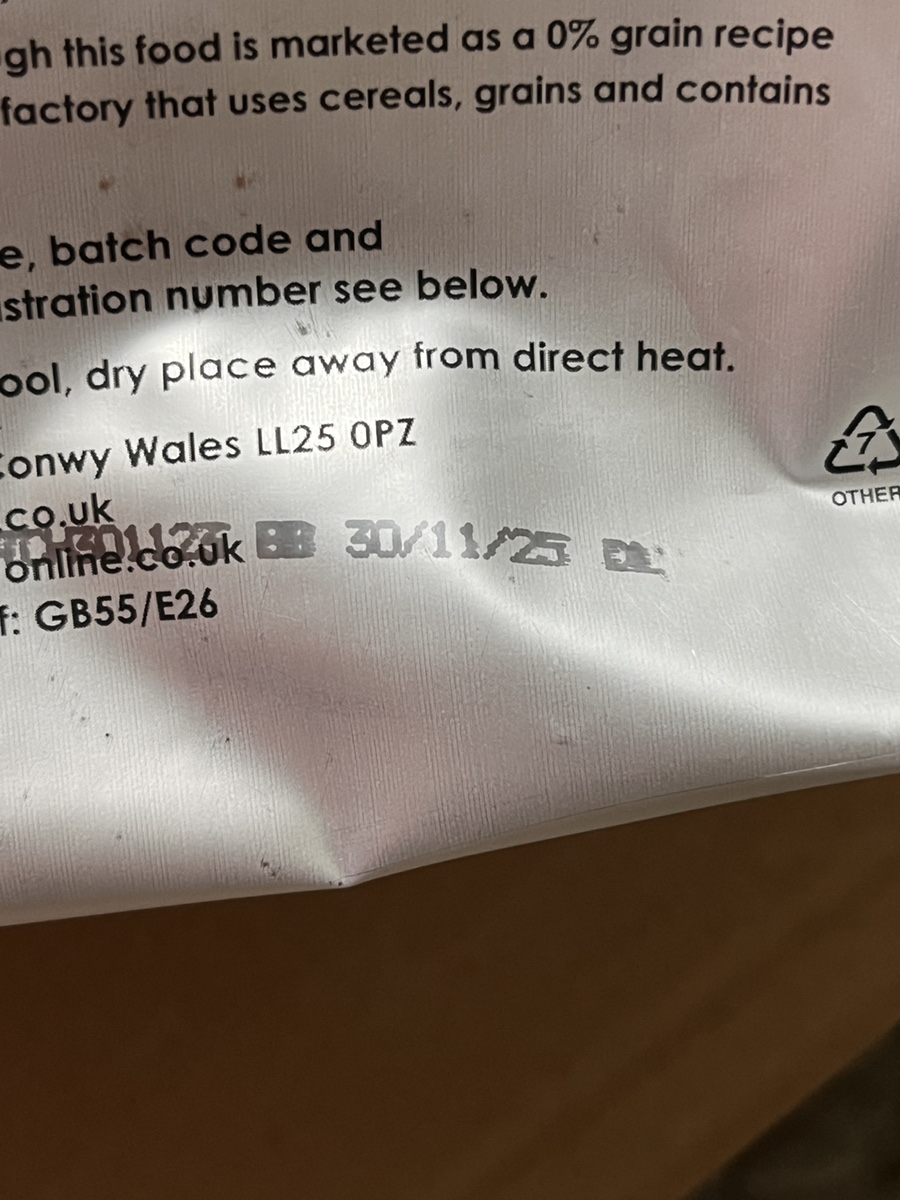 gh this food is marketed as a 0% grain recipe
factory that uses cereals, grains and contains
e, batch code and
stration number see below.
ool, dry place away from direct heat.
onwy Wales LL25 0PZ
7
OTHER
.co.uk
301123 BB 30/11/25
online.co.uk
f: GB55/E26